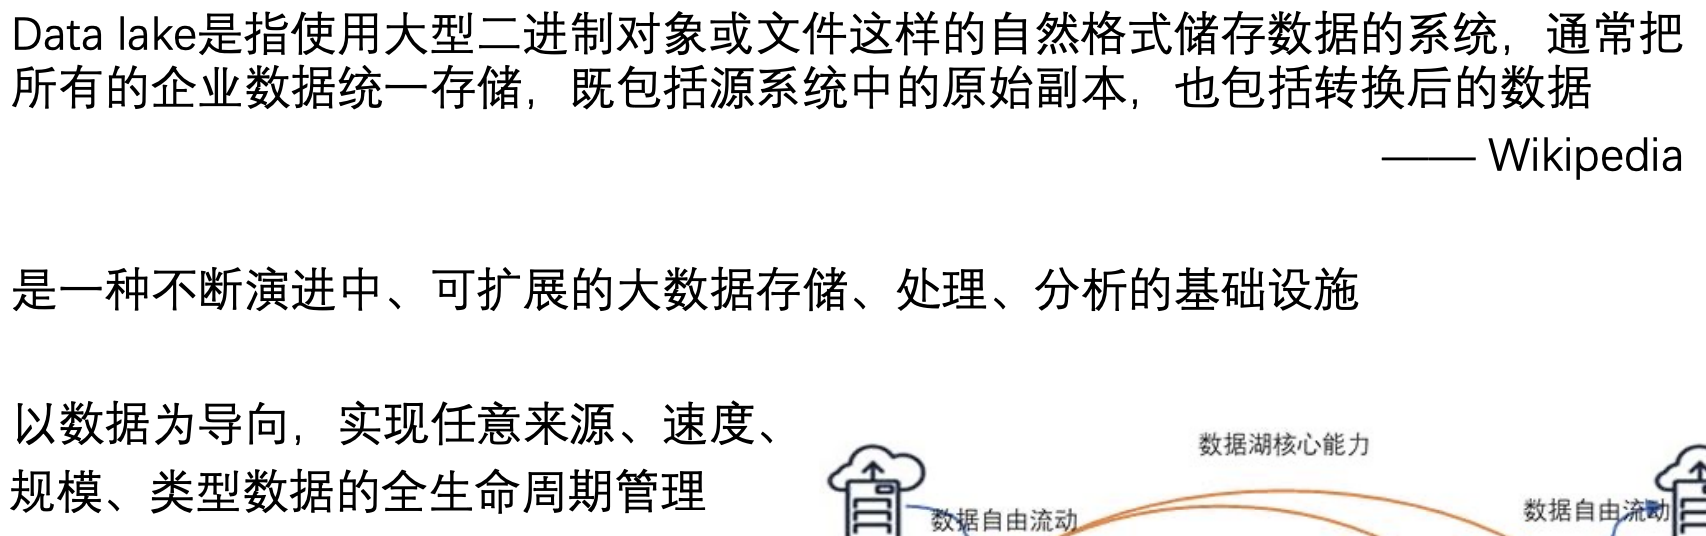 Data lake是指使用大型二进制对象或文件这样的自然格式储存数据的系统，通常把
所有的企业数据统一存储，既包括源系统中的原始副本，也包括转换后的数据
—— Wikipedia
是一种不断演进中、可扩展的大数据存储、处理、分析的基础设施
以数据为导向，实现任意来源、速度、
规模、类型数据的全生命周期管理
数据湖核心能力
数据自由流动
数据自由流动